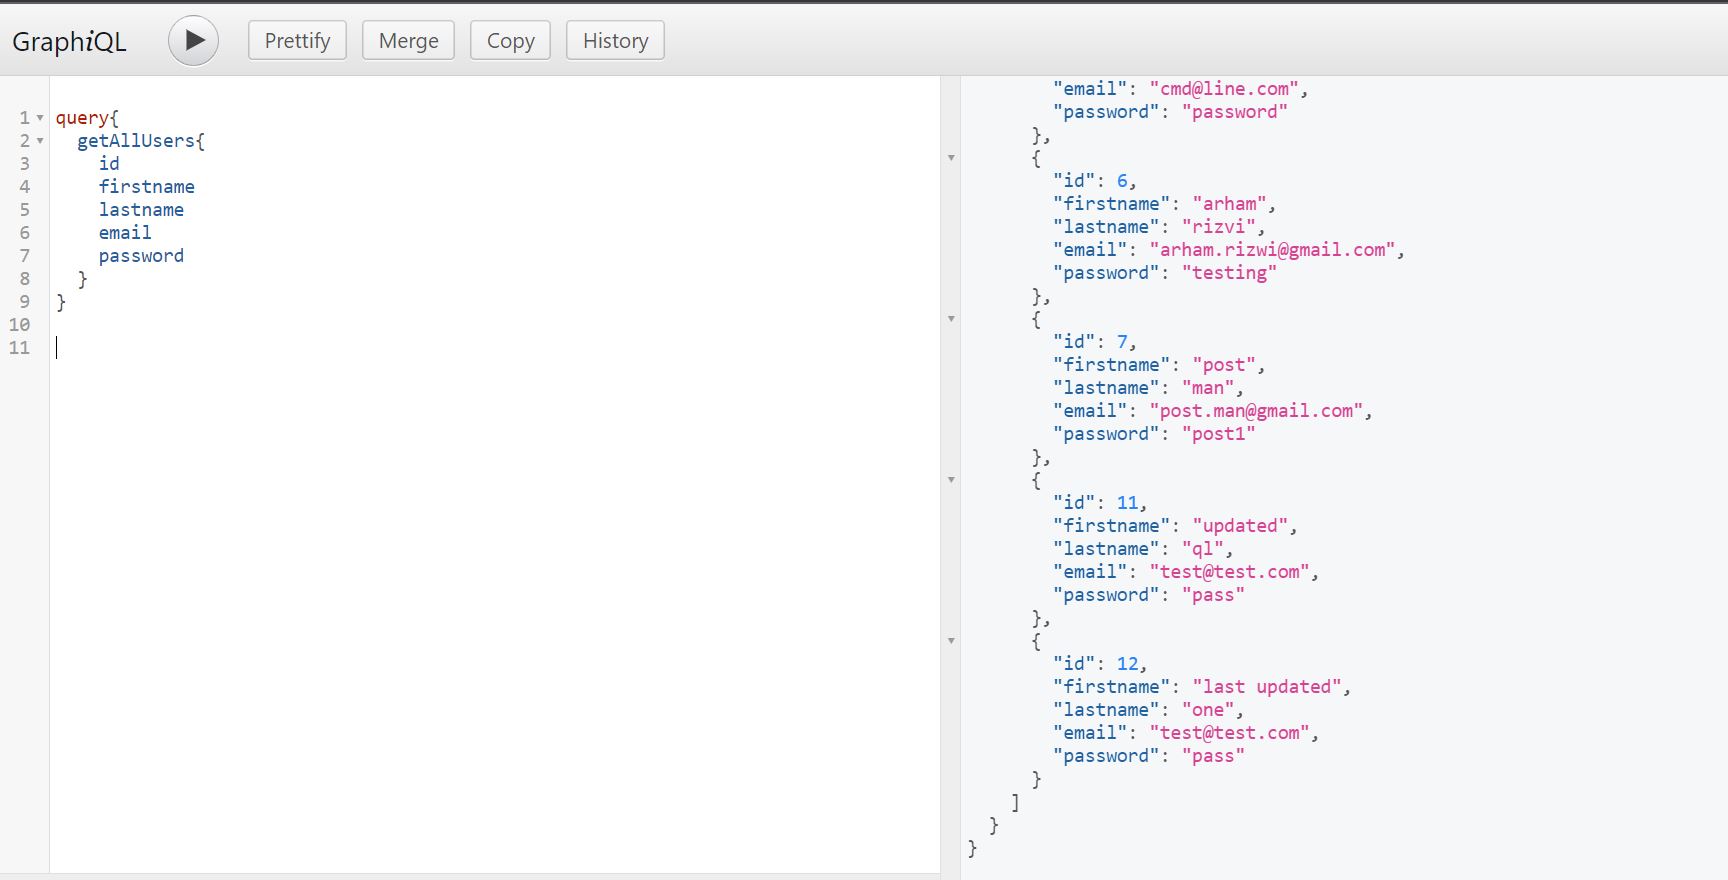 GraphiQL Prettify Merge Copy History
1 query{
2 getAllUsers{
3 id
4 firstname
5 lastname
6 email
7 password
8 }
9 }
10
11
"email": "cmd@line.com",
"password": "password"
},
{
"id": 6,
"firstname": "arham",
"lastname": "rizvi",
"email": "arham.rizwi@gmail.com",
"password": "testing"
},
{
"id": 7,
"firstname": "post",
"lastname": "man",
"email": "post.man@gmail.com",
"password": "post1"
},
{
"id": 11,
"firstname": "updated",
"lastname": "ql",
"email": "test@test.com",
"password": "pass"
},
{
"id": 12,
"firstname": "last updated",
"lastname": "one",
"email": "test@test.com",
"password": "pass"
}
]
}
}